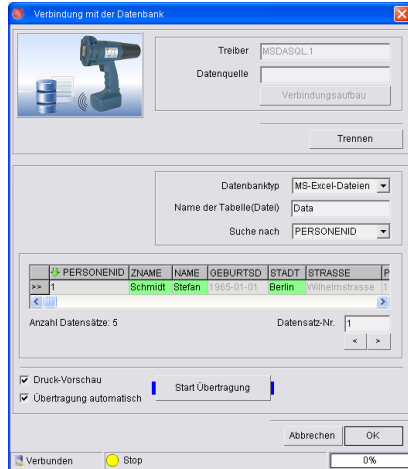 Verbindung mit der Datenbank
Treiber MSDASQL.1
Datenquelle
Verbindungsaufbau
Trennen
Datenbanktyp MS-Excel-Dateien
Name der Tabelle(Datei) Data
Suche nach PERSONENID
PERSONENID ZNAME NAME GEBURTSD STADT STRASSE P
>> 1 Schmidt Stefan 1965-01-01 Berlin Wilhelmstrasse 1
Anzahl Datensätze: 5 Datensatz-Nr. 1
< >
Druck-Vorschau
Start Übertragung
Übertragung automatisch
Abbrechen OK
Verbunden Stop 0%